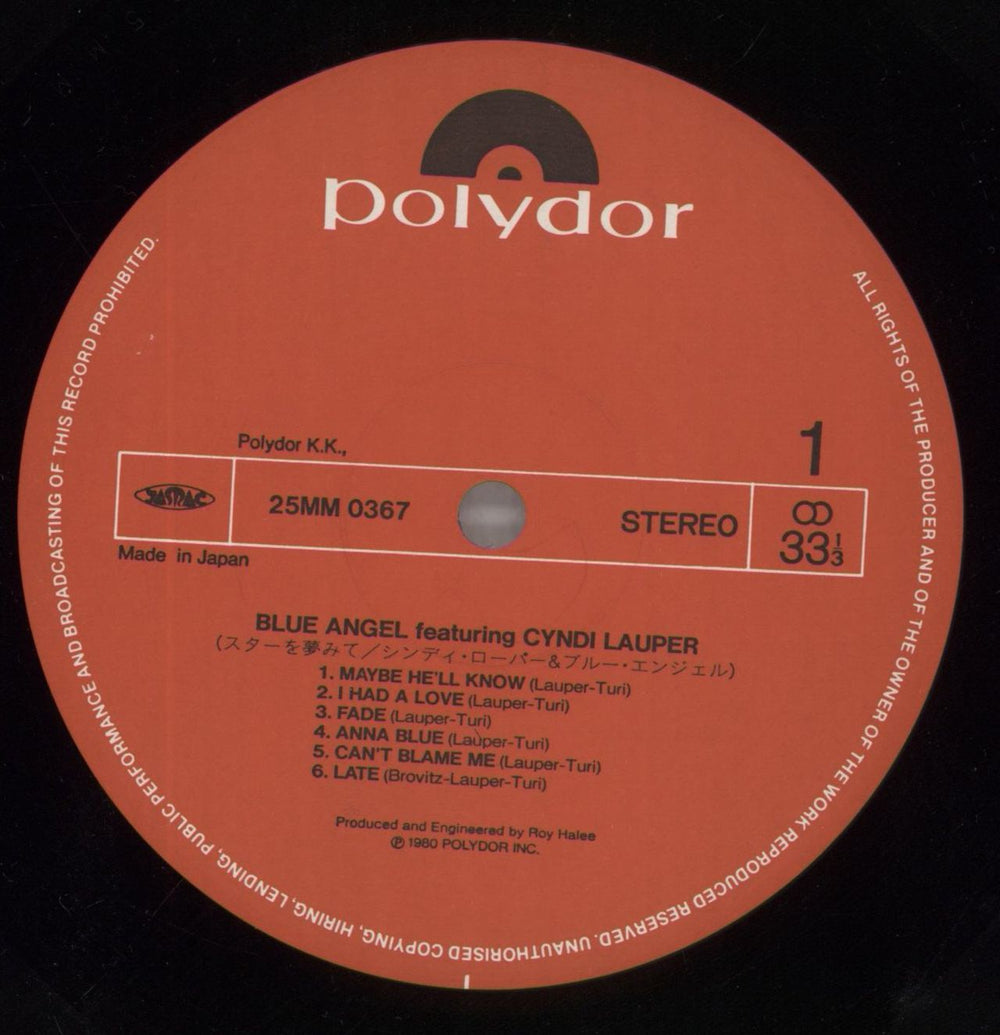 polydor
ALL RIGHTS OF THE PRODUCER AND OF THE OWNER OF THE WORK REPRODUCED RESERVED. UNAUTHORISED COPYING, HIRING, LENDING, PUBLIC PERFORMANCE AND BROADCASTING OF THIS RECORD PROHIBITED.
Polydor K.K.,
1
JASRAC
25MM 0367
STEREO
33⅓
Made in Japan
BLUE ANGEL featuring CYNDI LAUPER
(スターを夢みて／シンディ・ローパー&ブルー・エンジェル)
1. MAYBE HE'LL KNOW (Lauper-Turi)
2. I HAD A LOVE (Lauper-Turi)
3. FADE (Lauper-Turi)
4. ANNA BLUE (Lauper-Turi)
5. CAN'T BLAME ME (Lauper-Turi)
6. LATE (Brovitz-Lauper-Turi)
Produced and Engineered by Roy Halee
℗ 1980 POLYDOR INC.